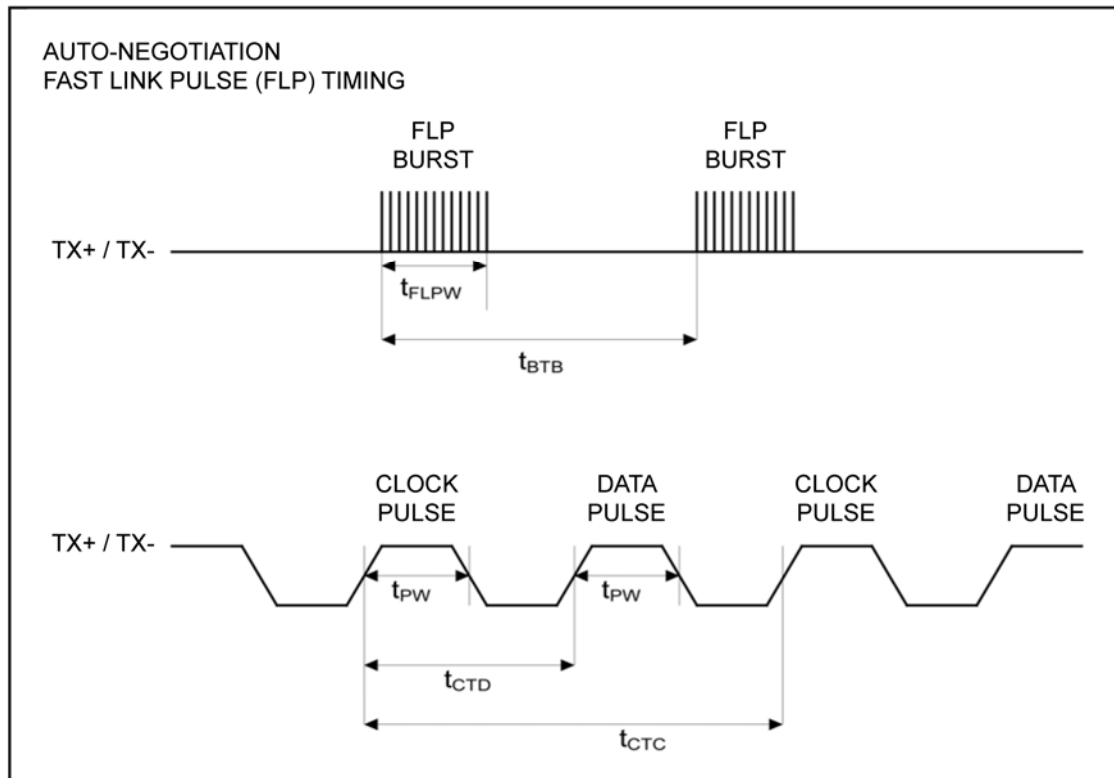 AUTO-NEGOTIATION
FAST LINK PULSE (FLP) TIMING
FLP
BURST
FLP
BURST
TX+ / TX-
tFLPW
tBTB
CLOCK
PULSE
DATA
PULSE
CLOCK
PULSE
DATA
PULSE
TX+ / TX-
tPW
tPW
tCTD
tCTC